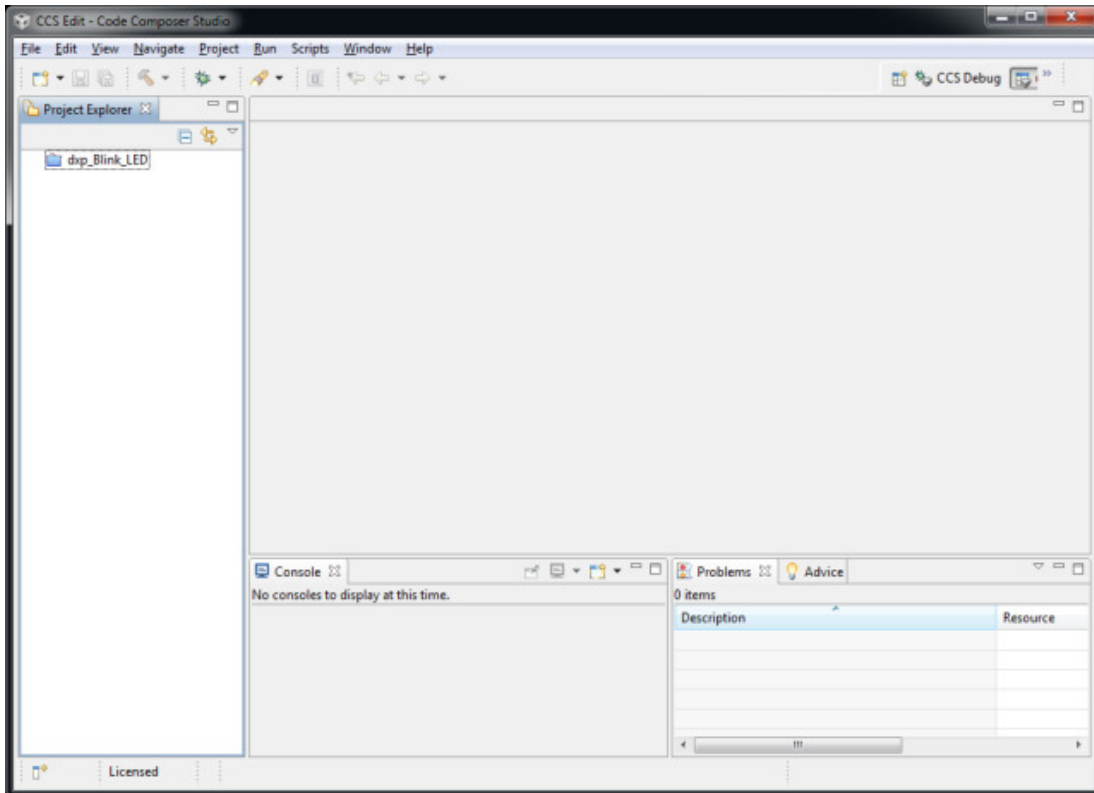 CCS Edit - Code Composer Studio
File Edit View Navigate Project Run Scripts Window Help
CCS Debug
Project Explorer
dxp_Blink_LED
Console
No consoles to display at this time.
Problems Advice
0 items
Description Resource
Licensed